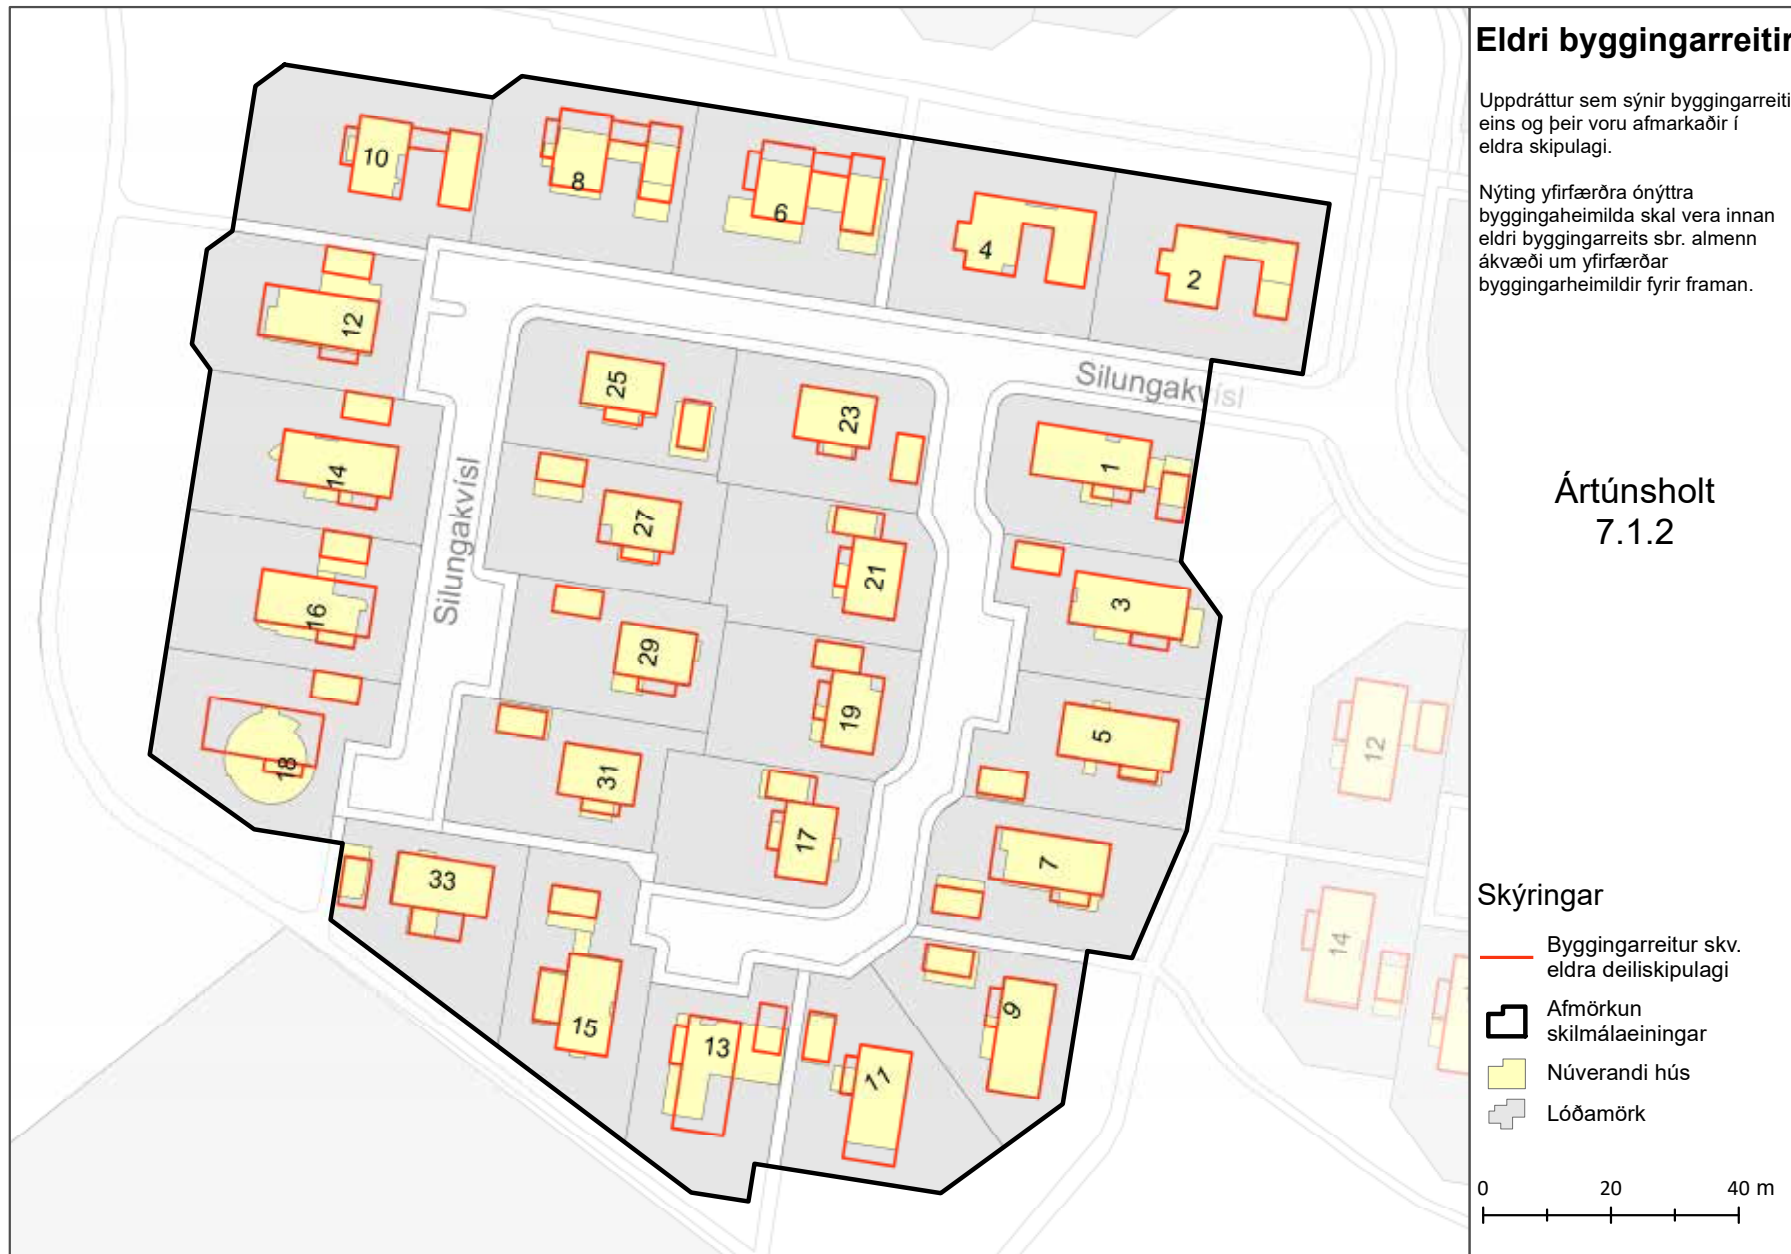 Eldri byggingarreitir
Uppdráttur sem sýnir byggingarreiti
eins og þeir voru afmarkaðir í
eldra skipulagi.
Nýting yfirfærðra ónýttra
byggingaheimilda skal vera innan
eldri byggingarreits sbr. almenn
ákvæði um yfirfærðar
byggingarheimildir fyrir framan.
Ártúnsholt
7.1.2
Skýringar
Byggingarreitur skv.
eldra deiliskipulagi
Afmörkun
skilmálaeiningar
Núverandi hús
Lóðamörk
0 20 40 m
10
8
6
4
2
12
Silungakvísl
25
23
1
14
Silungakvísl
27
21
3
16
29
19
5
18
31
17
7
12
33
15
13
11
9
14